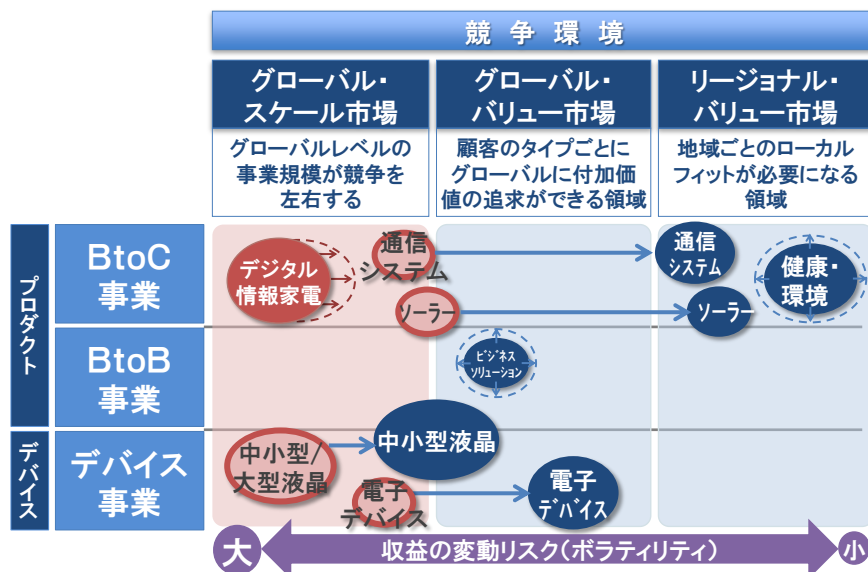 競争環境
グローバル・
スケール市場
グローバル・
バリュー市場
リージョナル・
バリュー市場
グローバルレベルの
事業規模が競争を
左右する
顧客のタイプごとに
グローバルに付加価
値の追求ができる領域
地域ごとのローカル
フィットが必要になる
領域
プロダクト
BtoC
事業
デジタル
情報家電
通信
システム
ソーラー
通信
システム
ソーラー
健康・
環境
BtoB
事業
ﾋﾞｼﾞﾈｽ
ｿﾘｭｰｼｮﾝ
デバイス
デバイス
事業
中小型/
大型液晶
中小型液晶
電子
デバイス
電子
ﾃﾞﾊﾞｲｽ
大
収益の変動リスク(ボラティリティ)
小